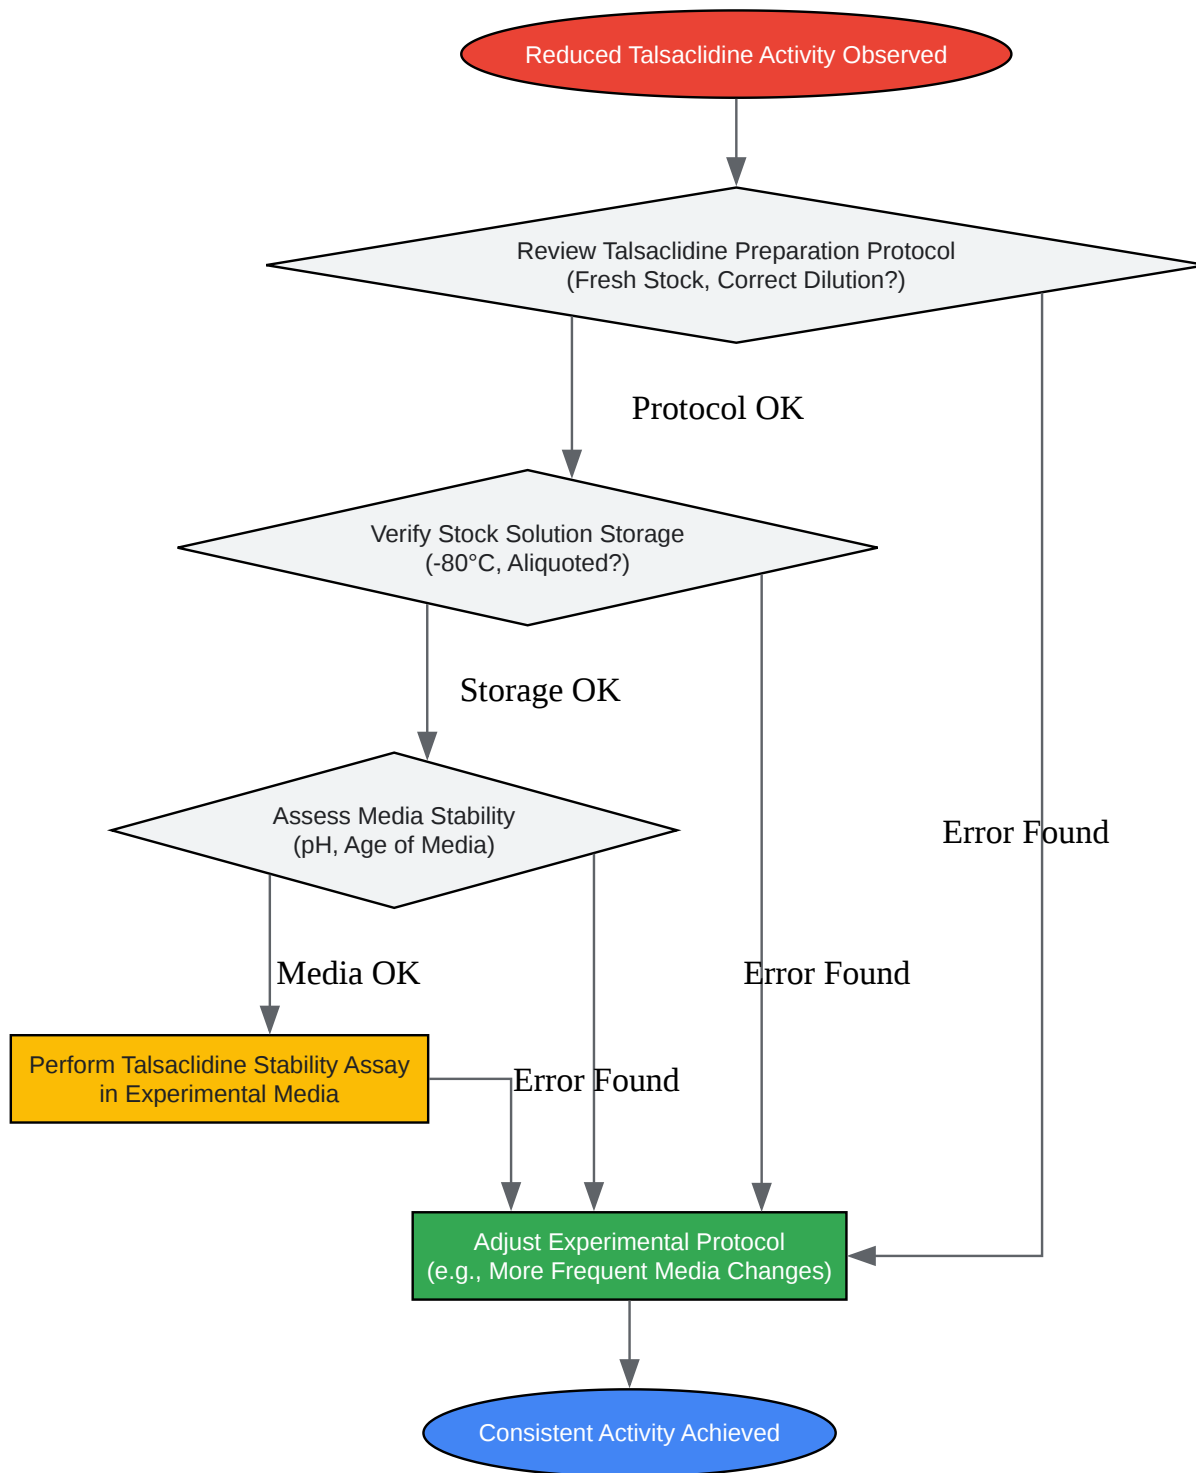 Reduced Talsaclidine Activity Observed
Review Talsaclidine Preparation Protocol
(Fresh Stock, Correct Dilution?)
Protocol OK
Verify Stock Solution Storage
(-80°C, Aliquoted?)
Storage OK
Assess Media Stability
(pH, Age of Media)
Error Found
Media OK
Error Found
Perform Talsaclidine Stability Assay
in Experimental Media
Error Found
Adjust Experimental Protocol
(e.g., More Frequent Media Changes)
Consistent Activity Achieved